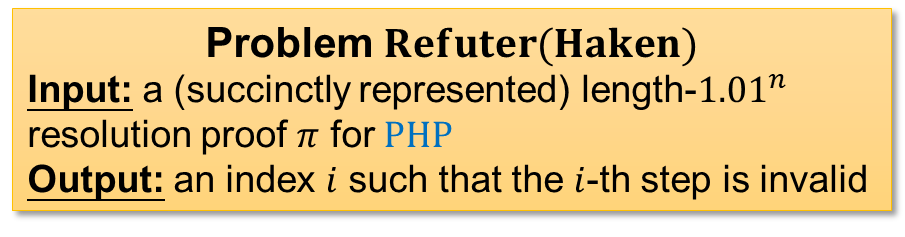 Problem Refuter(Haken)
Input: a (succinctly represented) length-1.01ⁿ
resolution proof π for PHP
Output: an index i such that the i-th step is invalid